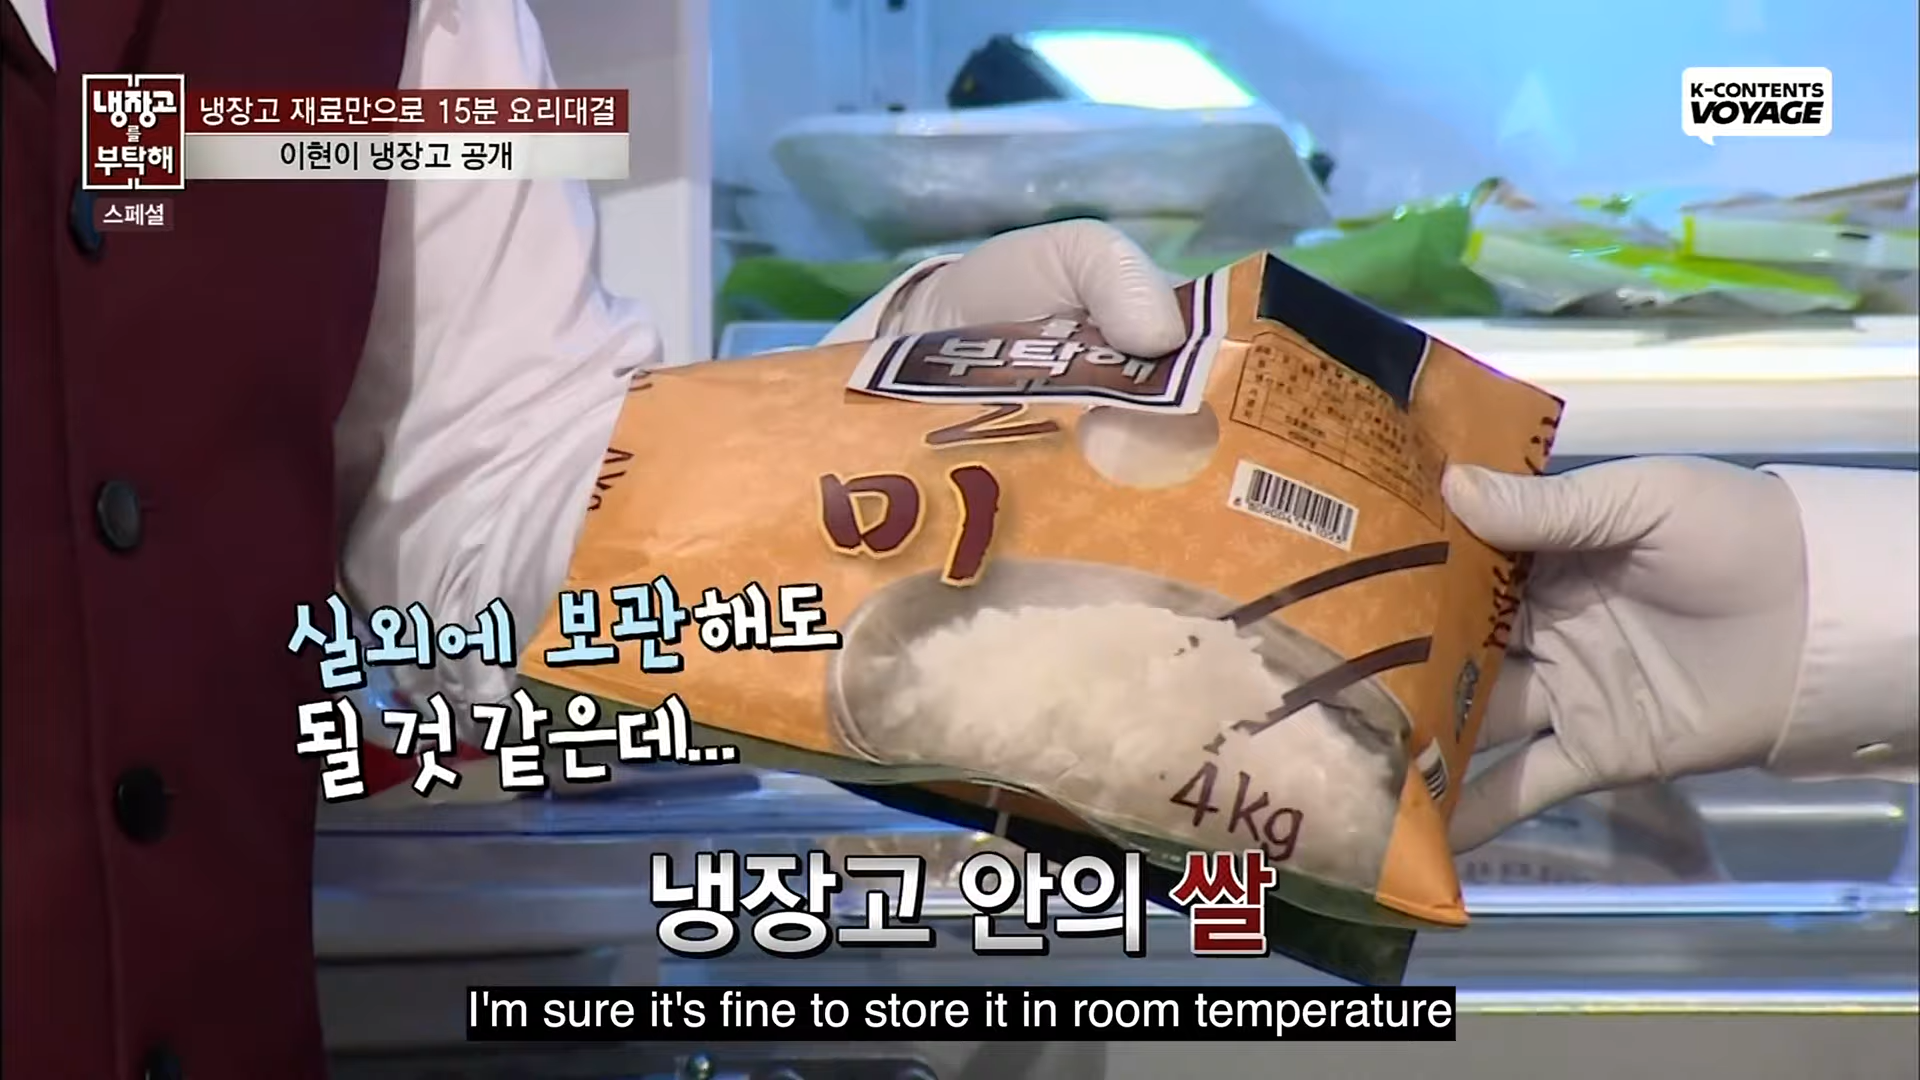 냉장고
를
부탁해
스페셜
냉장고 재료만으로 15분 요리대결
이현이 냉장고 공개
K-CONTENTS
VOYAGE
부탁해
미
4kg
실외에 보관해도
될 것 같은데...
냉장고 안의 쌀
I'm sure it's fine to store it in room temperature